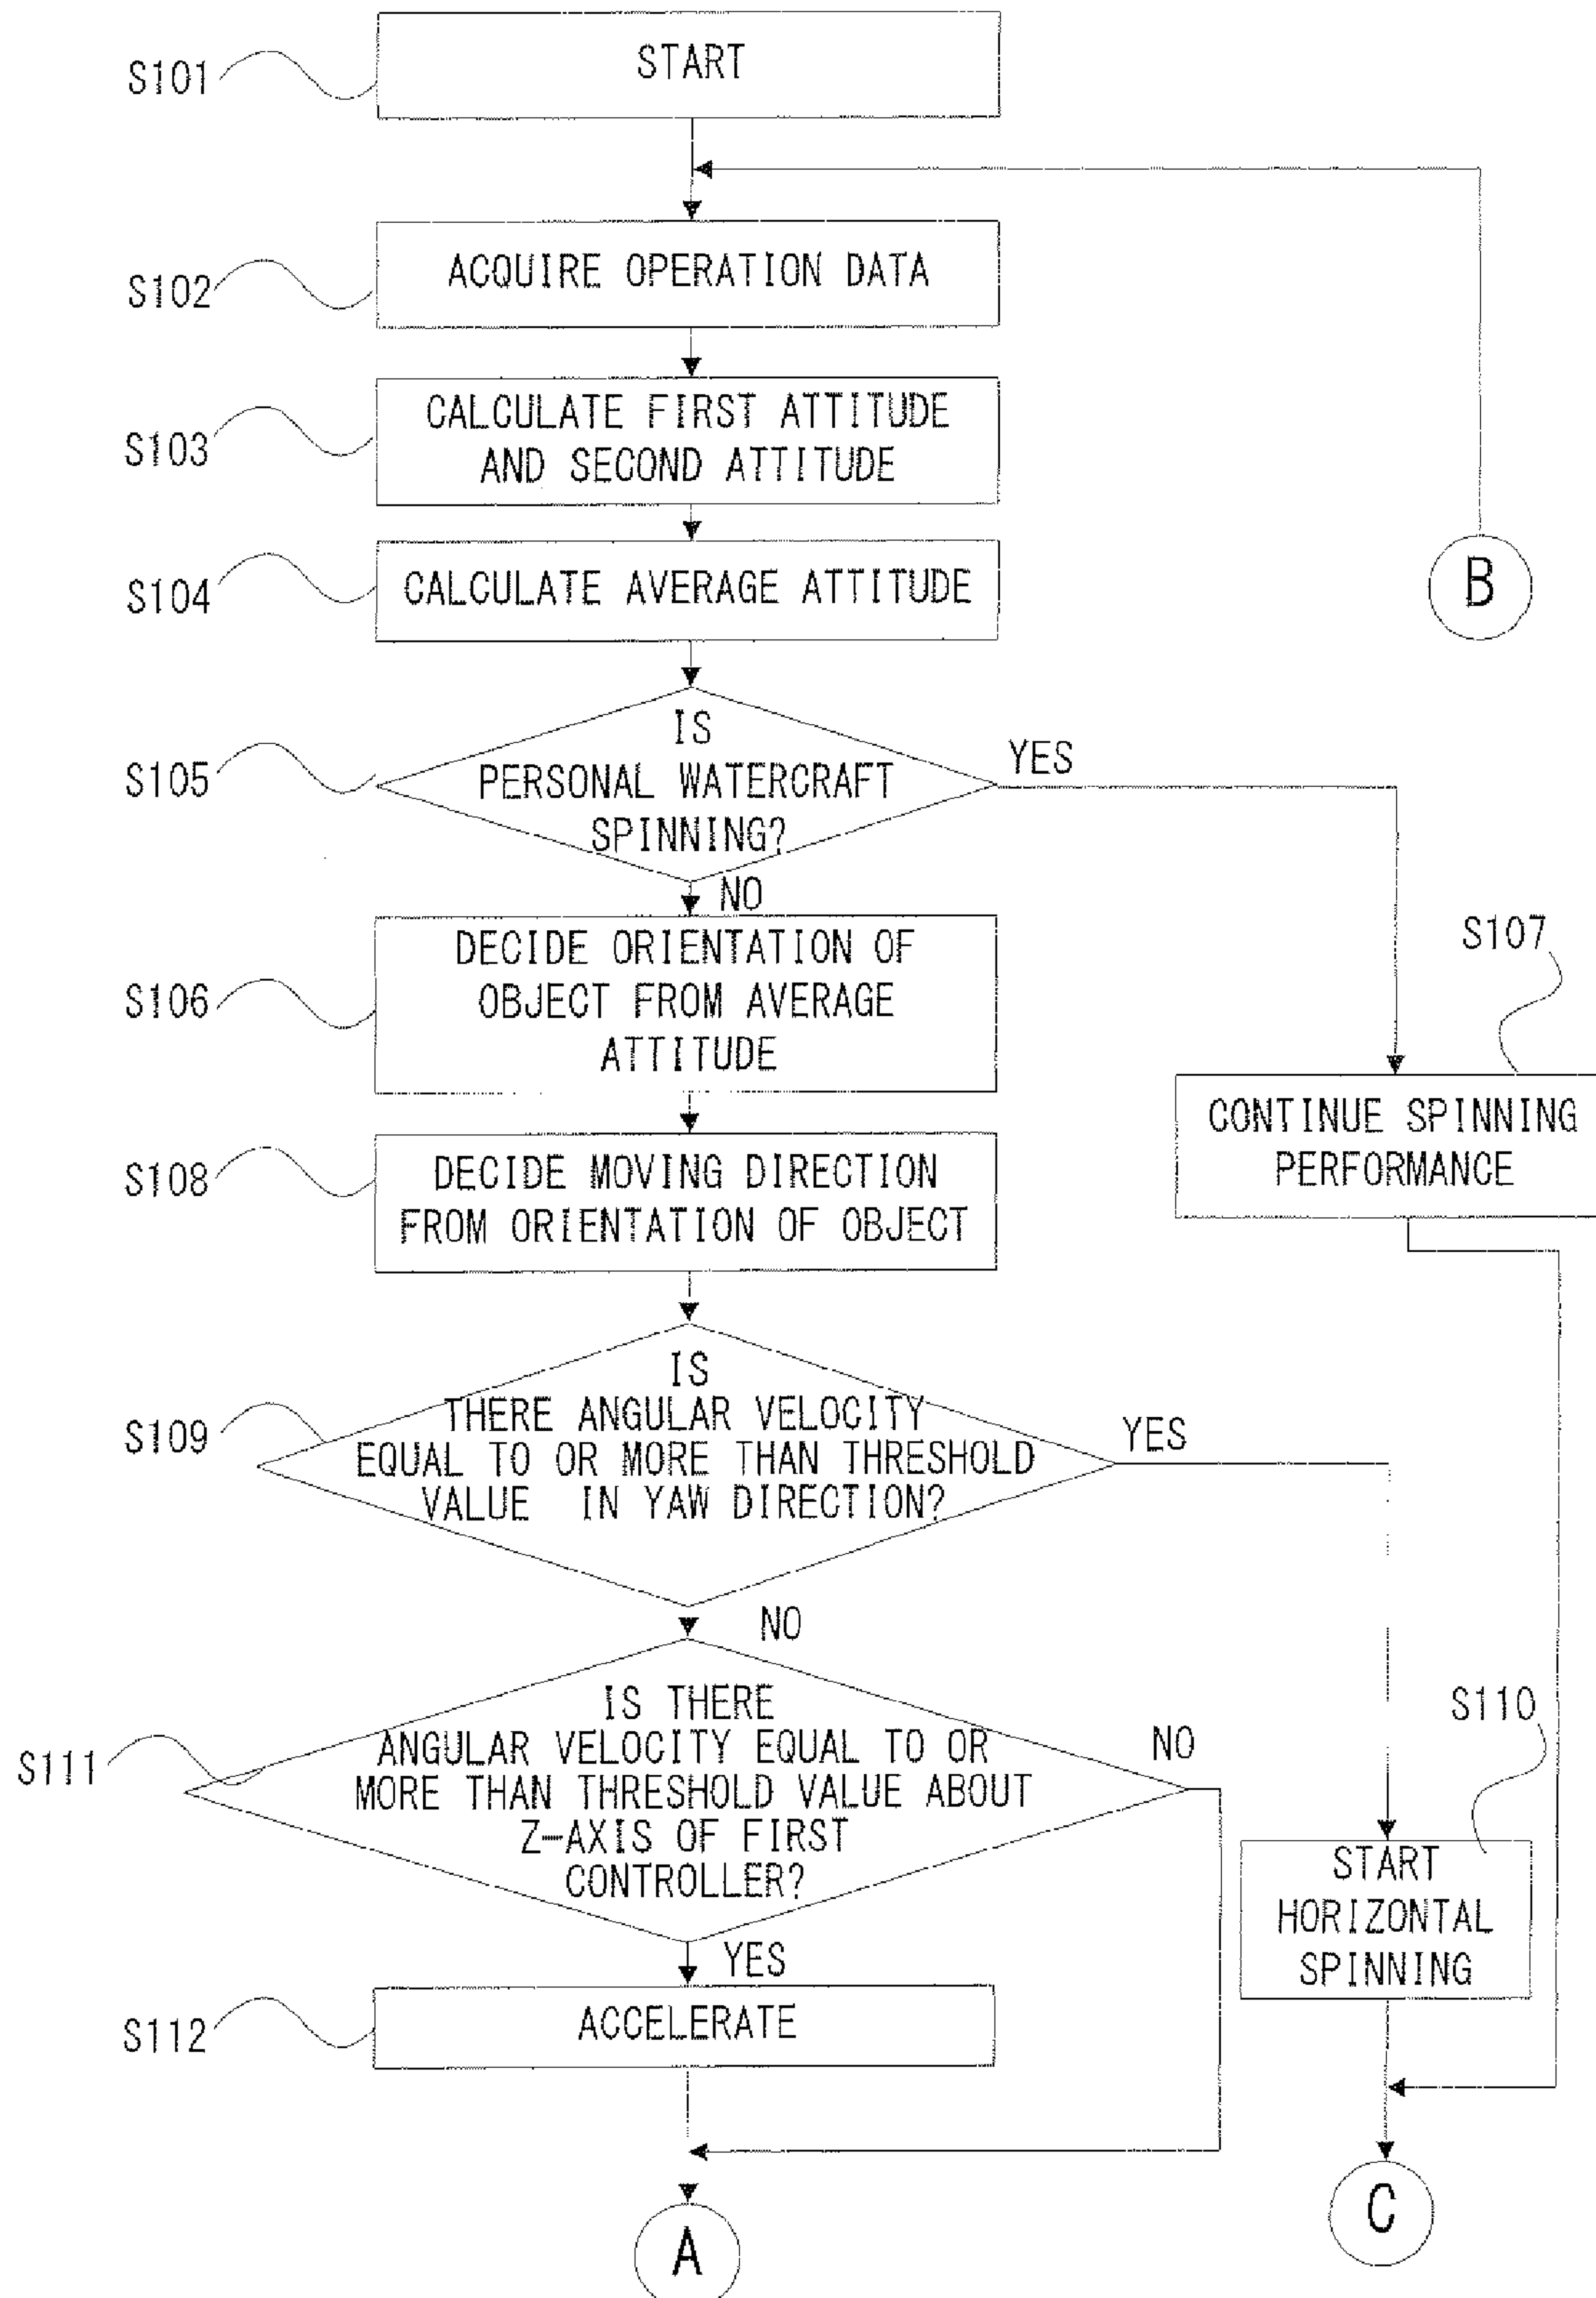 S101
START
S102
ACQUIRE OPERATION DATA
S103
CALCULATE FIRST ATTITUDE
AND SECOND ATTITUDE
S104
CALCULATE AVERAGE ATTITUDE
B
S105
IS
PERSONAL WATERCRAFT
SPINNING?
YES
NO
S106
DECIDE ORIENTATION OF
OBJECT FROM AVERAGE
ATTITUDE
S107
CONTINUE SPINNING
PERFORMANCE
S108
DECIDE MOVING DIRECTION
FROM ORIENTATION OF OBJECT
S109
IS
THERE ANGULAR VELOCITY
EQUAL TO OR MORE THAN THRESHOLD
VALUE IN YAW DIRECTION?
YES
NO
S110
START
HORIZONTAL
SPINNING
S111
IS THERE
ANGULAR VELOCITY EQUAL TO OR
MORE THAN THRESHOLD VALUE ABOUT
Z-AXIS OF FIRST
CONTROLLER?
NO
YES
S112
ACCELERATE
A
C